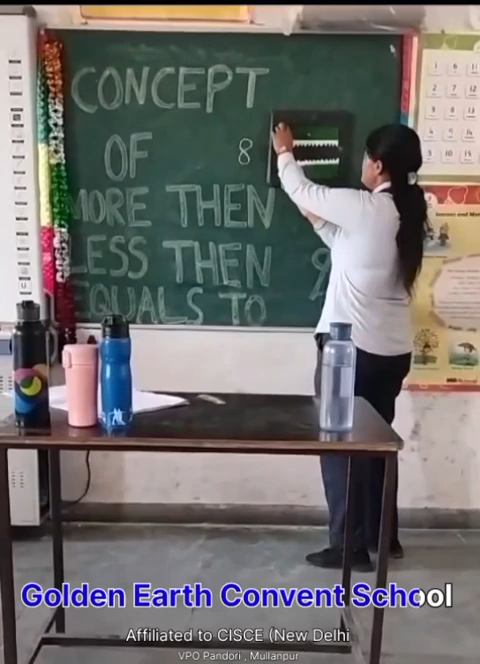 CONCEPT
OF
8
MORE THEN
LESS THEN
EQUALS TO
Golden Earth Convent School
Affiliated to CISCE (New Delhi
VPO Pandori , Mullanpur